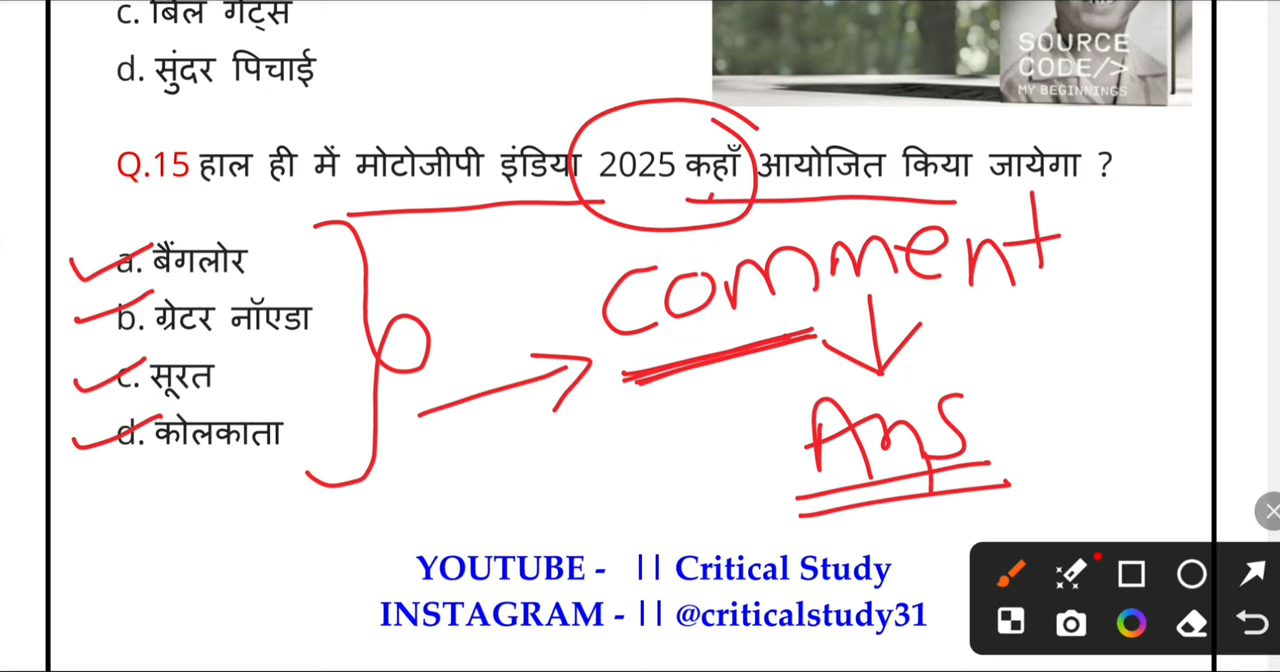 c. बिल गेट्स
d. सुंदर पिचाई
SOURCE
CODE/>
MY BEGINNINGS
Q.15 हाल ही में मोटोजीपी इंडिया 2025 कहाँ आयोजित किया जायेगा ?
a. बैंगलोर
b. ग्रेटर नॉएडा
c. सूरत
d. कोलकाता
comment
Ans
YOUTUBE - || Critical Study
INSTAGRAM - || @criticalstudy31